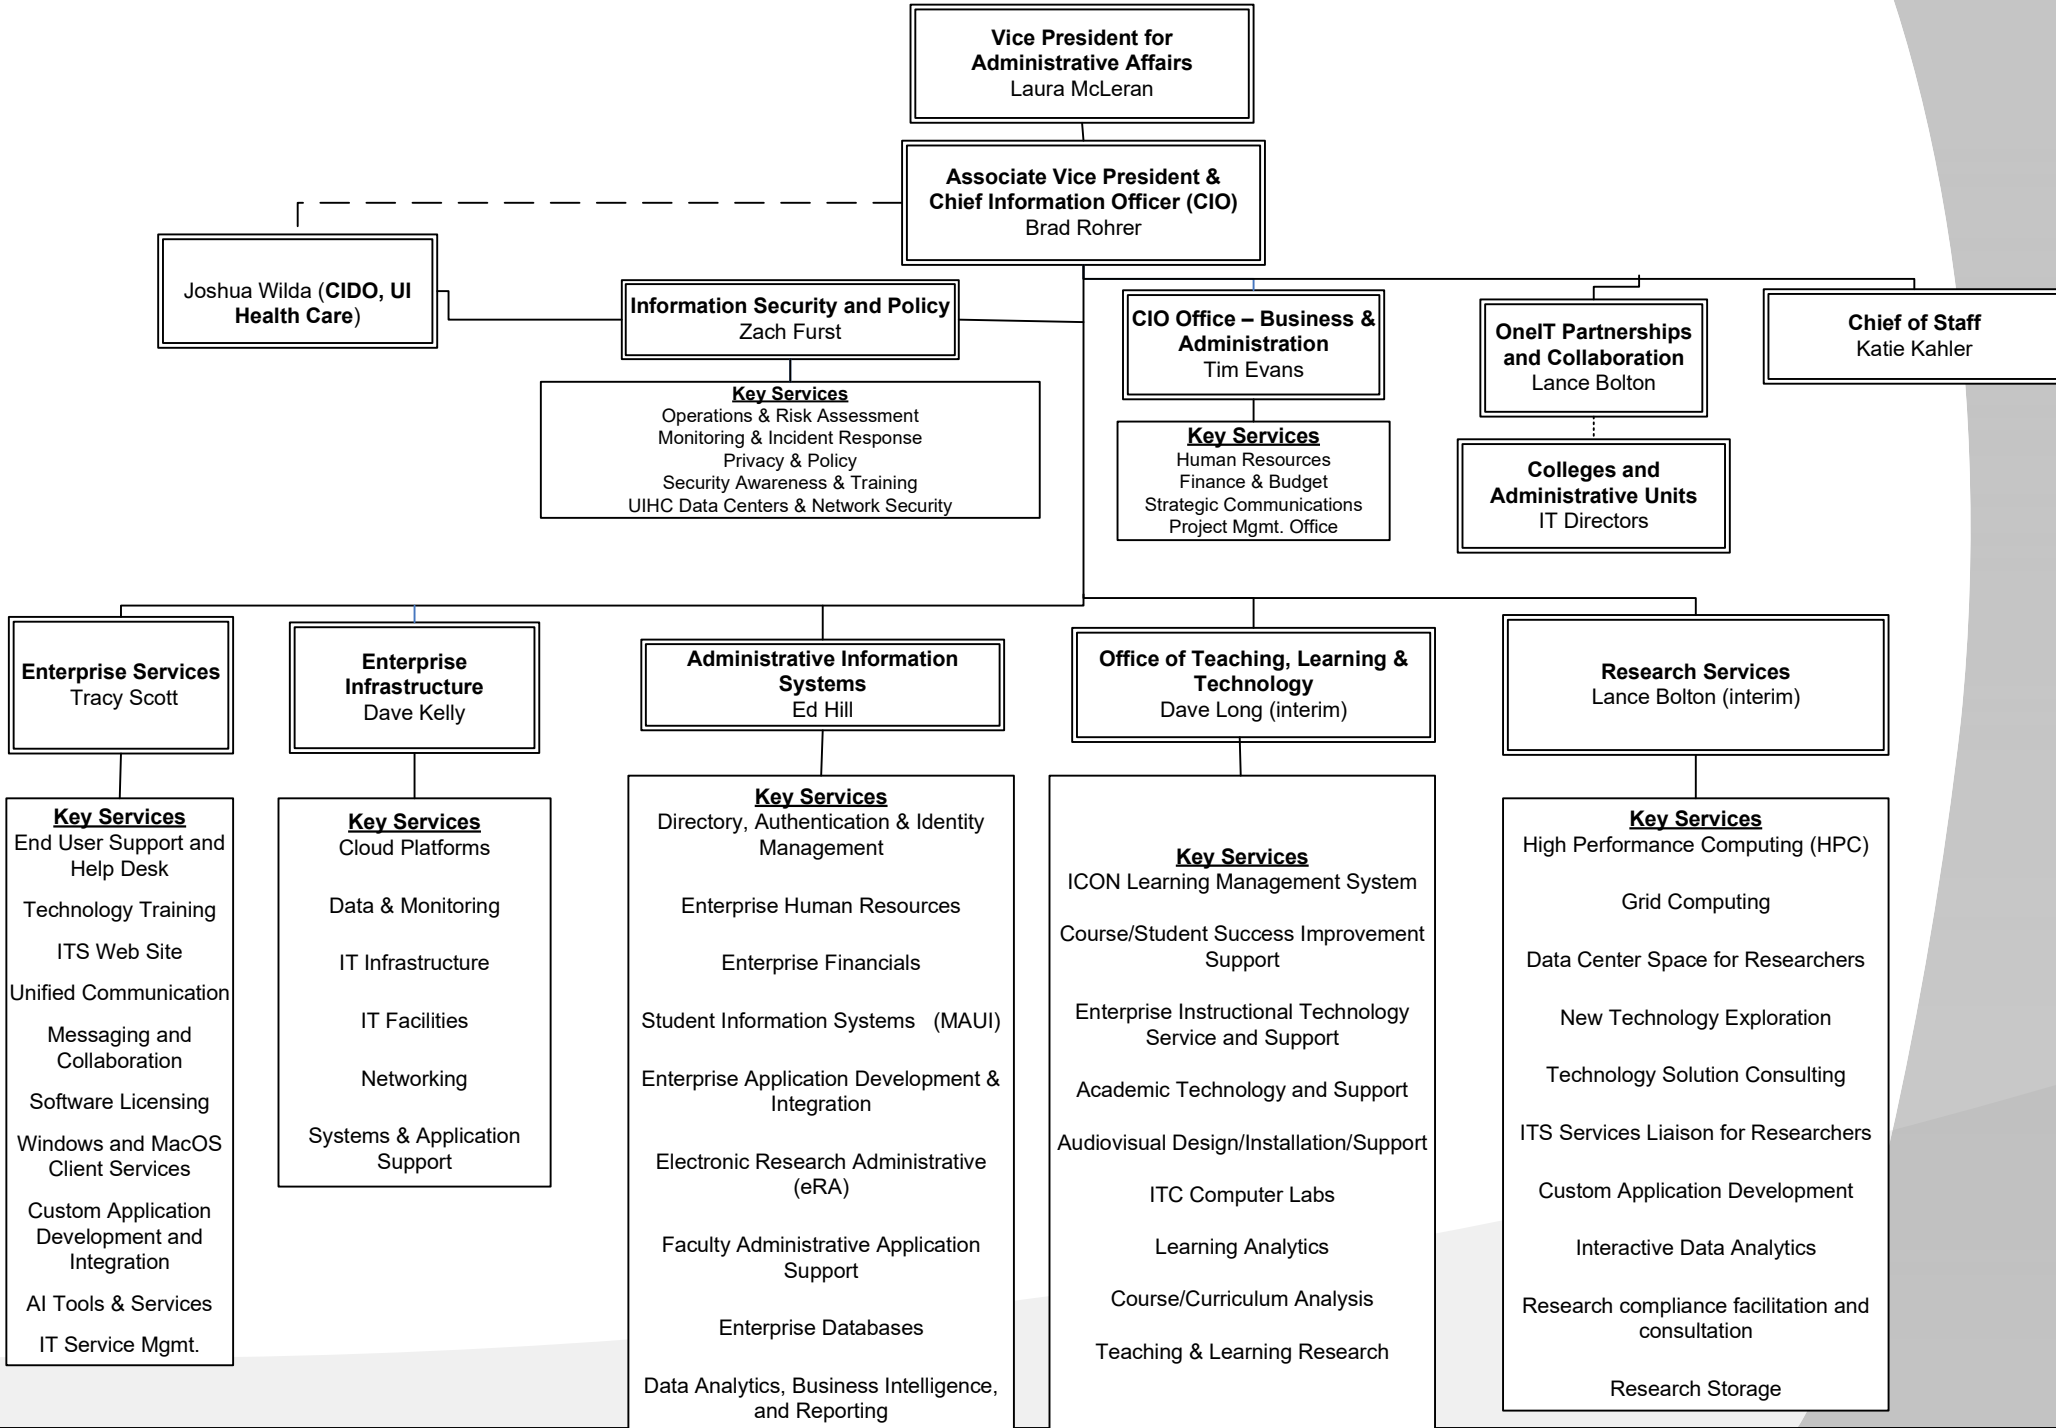 Vice President for
Administrative Affairs
Laura McLeran
Associate Vice President &
Chief Information Officer (CIO)
Brad Rohrer
Joshua Wilda (CIDO, UI
Health Care)
Information Security and Policy
Zach Furst
Key Services
Operations & Risk Assessment
Monitoring & Incident Response
Privacy & Policy
Security Awareness & Training
UIHC Data Centers & Network Security
CIO Office – Business &
Administration
Tim Evans
Key Services
Human Resources
Finance & Budget
Strategic Communications
Project Mgmt. Office
OneIT Partnerships
and Collaboration
Lance Bolton
Colleges and
Administrative Units
IT Directors
Chief of Staff
Katie Kahler
Enterprise Services
Tracy Scott
Key Services
End User Support and
Help Desk
Technology Training
ITS Web Site
Unified Communication
Messaging and
Collaboration
Software Licensing
Windows and MacOS
Client Services
Custom Application
Development and
Integration
AI Tools & Services
IT Service Mgmt.
Enterprise
Infrastructure
Dave Kelly
Key Services
Cloud Platforms
Data & Monitoring
IT Infrastructure
IT Facilities
Networking
Systems & Application
Support
Administrative Information
Systems
Ed Hill
Key Services
Directory, Authentication & Identity
Management
Enterprise Human Resources
Enterprise Financials
Student Information Systems (MAUI)
Enterprise Application Development &
Integration
Electronic Research Administrative
(eRA)
Faculty Administrative Application
Support
Enterprise Databases
Data Analytics, Business Intelligence,
and Reporting
Office of Teaching, Learning &
Technology
Dave Long (interim)
Key Services
ICON Learning Management System
Course/Student Success Improvement
Support
Enterprise Instructional Technology
Service and Support
Academic Technology and Support
Audiovisual Design/Installation/Support
ITC Computer Labs
Learning Analytics
Course/Curriculum Analysis
Teaching & Learning Research
Research Services
Lance Bolton (interim)
Key Services
High Performance Computing (HPC)
Grid Computing
Data Center Space for Researchers
New Technology Exploration
Technology Solution Consulting
ITS Services Liaison for Researchers
Custom Application Development
Interactive Data Analytics
Research compliance facilitation and
consultation
Research Storage